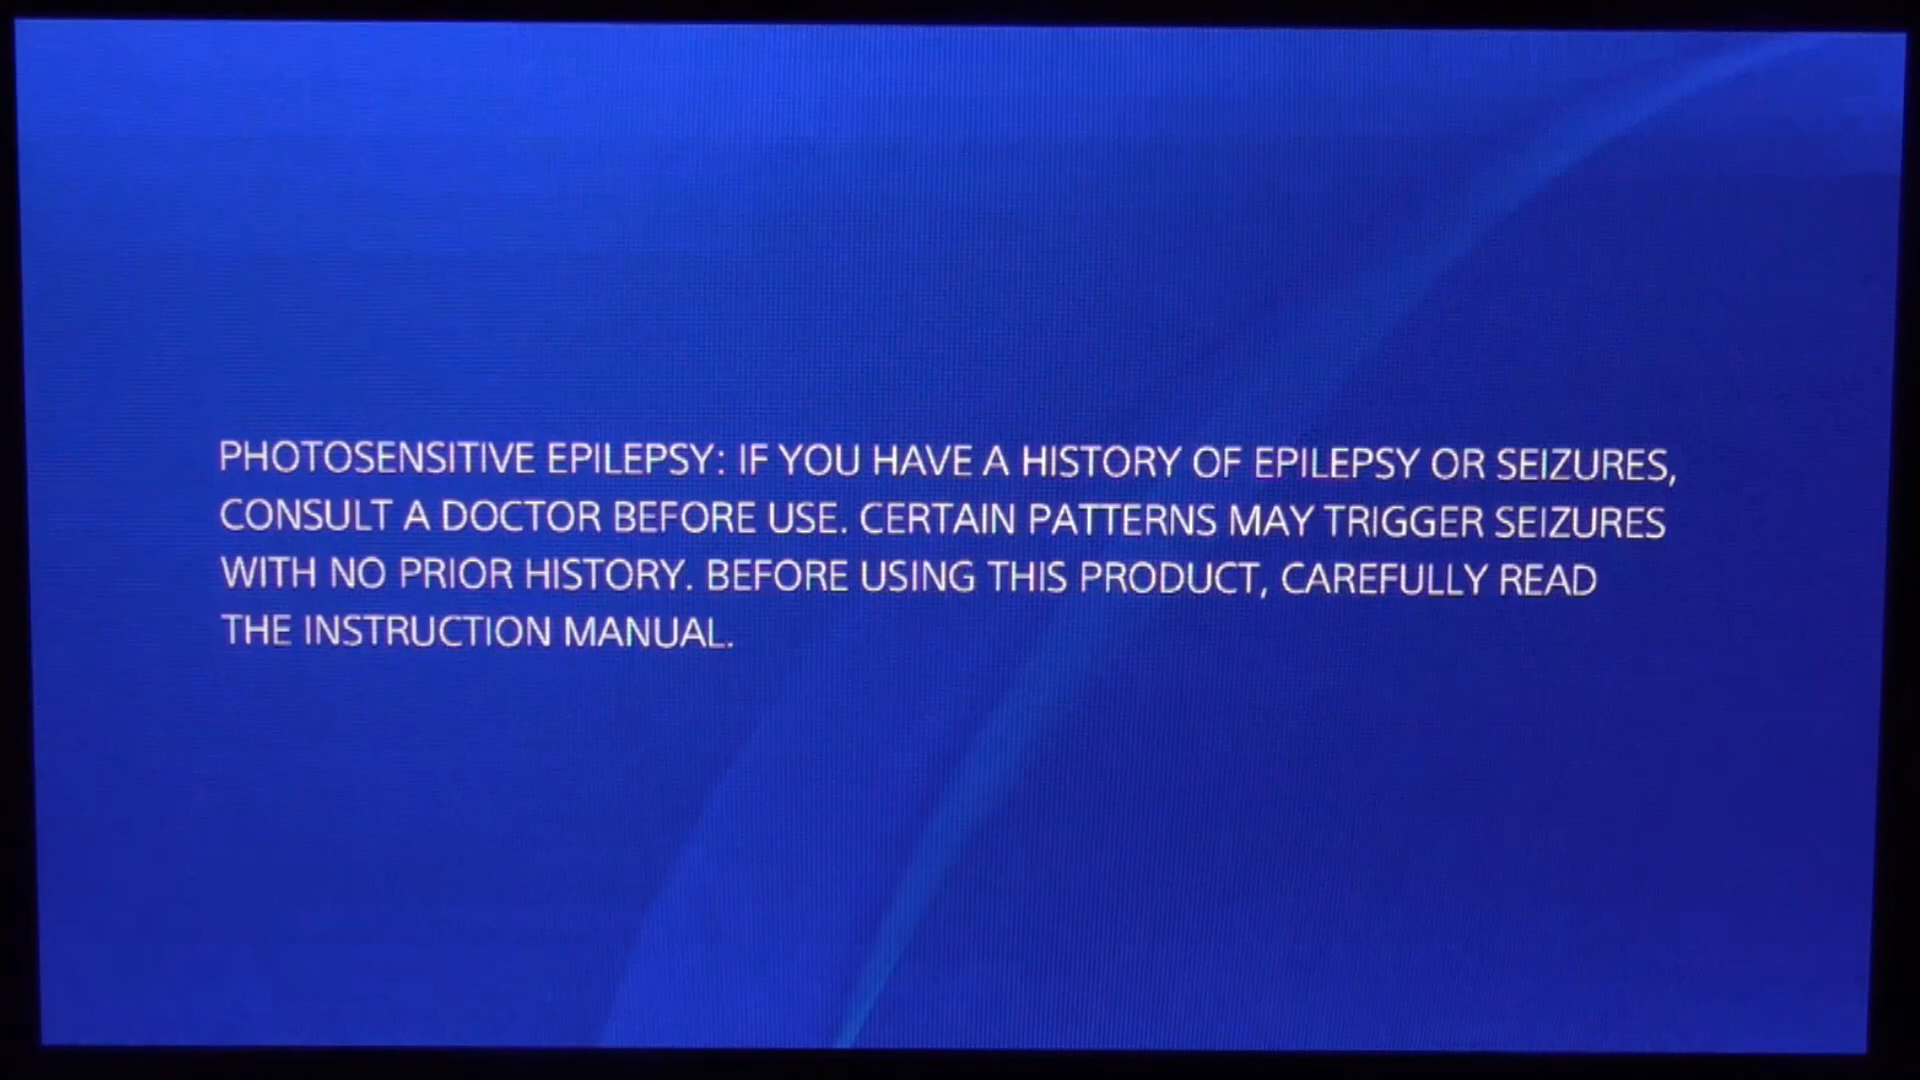 PHOTOSENSITIVE EPILEPSY: IF YOU HAVE A HISTORY OF EPILEPSY OR SEIZURES,
CONSULT A DOCTOR BEFORE USE. CERTAIN PATTERNS MAY TRIGGER SEIZURES
WITH NO PRIOR HISTORY. BEFORE USING THIS PRODUCT, CAREFULLY READ
THE INSTRUCTION MANUAL.